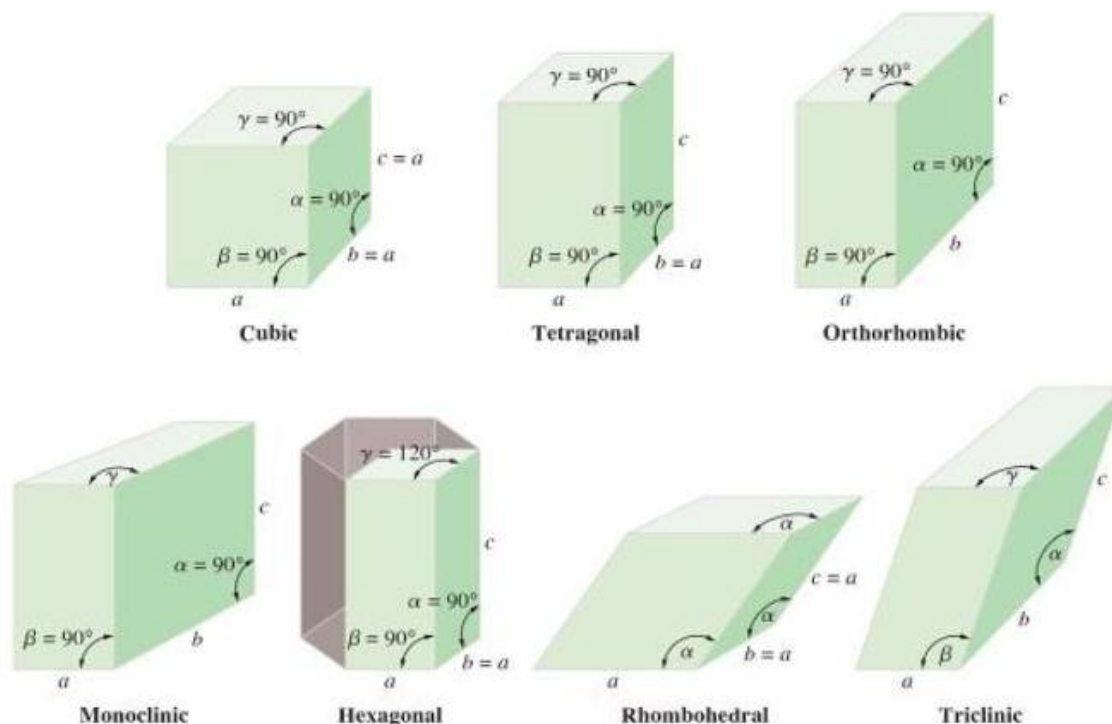 γ = 90°
c = a
α = 90°
β = 90°
b = a
a
Cubic
γ = 90°
c
α = 90°
β = 90°
b = a
a
Tetragonal
γ = 90°
c
α = 90°
β = 90°
b
a
Orthorhombic
γ
c
α = 90°
β = 90°
b
a
Monoclinic
γ = 120°
c
α = 90°
β = 90°
b = a
a
Hexagonal
α
c = a
α
α
b = a
a
Rhombohedral
γ
c
α
b
β
a
Triclinic